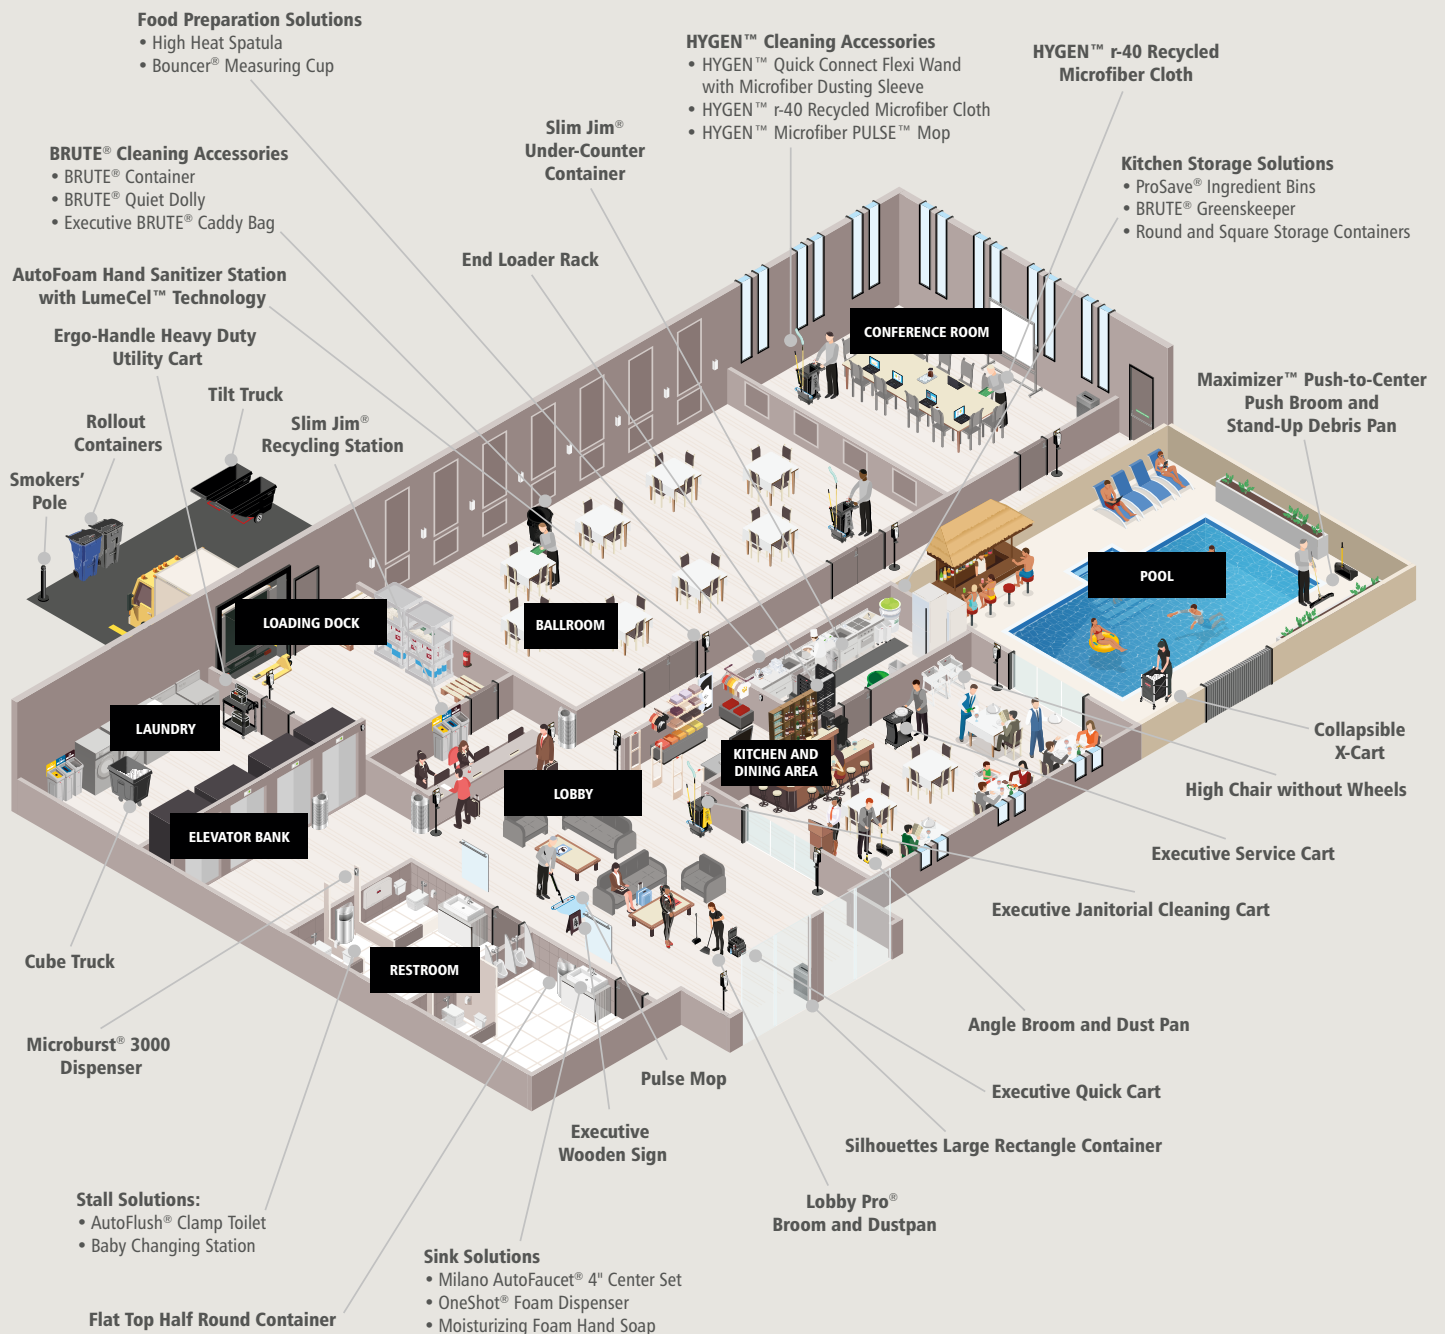 Food Preparation Solutions
• High Heat Spatula
• Bouncer® Measuring Cup
HYGEN™ Cleaning Accessories
• HYGEN™ Quick Connect Flexi Wand
with Microfiber Dusting Sleeve
• HYGEN™ r-40 Recycled Microfiber Cloth
• HYGEN™ Microfiber PULSE™ Mop
HYGEN™ r-40 Recycled
Microfiber Cloth
Slim Jim®
Under-Counter
Container
BRUTE® Cleaning Accessories
• BRUTE® Container
• BRUTE® Quiet Dolly
• Executive BRUTE® Caddy Bag
Kitchen Storage Solutions
• ProSave® Ingredient Bins
• BRUTE® Greenskeeper
• Round and Square Storage Containers
End Loader Rack
AutoFoam Hand Sanitizer Station
with LumeCel™ Technology
Ergo-Handle Heavy Duty
Utility Cart
Tilt Truck
Rollout
Containers
Slim Jim®
Recycling Station
Smokers'
Pole
CONFERENCE ROOM
Maximizer™ Push-to-Center
Push Broom and
Stand-Up Debris Pan
POOL
LOADING DOCK
BALLROOM
LAUNDRY
KITCHEN AND
DINING AREA
LOBBY
ELEVATOR BANK
RESTROOM
Collapsible
X-Cart
High Chair without Wheels
Executive Service Cart
Executive Janitorial Cleaning Cart
Cube Truck
Angle Broom and Dust Pan
Microburst® 3000
Dispenser
Pulse Mop
Executive Quick Cart
Executive
Wooden Sign
Silhouettes Large Rectangle Container
Stall Solutions:
• AutoFlush® Clamp Toilet
• Baby Changing Station
Lobby Pro®
Broom and Dustpan
Sink Solutions
• Milano AutoFaucet® 4" Center Set
• OneShot® Foam Dispenser
• Moisturizing Foam Hand Soap
Flat Top Half Round Container